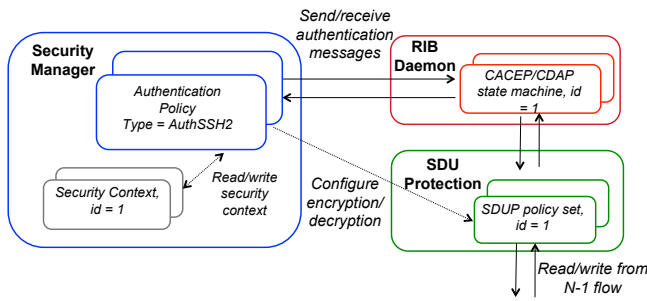 Send/receive
authentication
messages
Security
Manager
RIB
Daemon
CACEP/CDAP
state machine, id
= 1
Authentication
Policy
Type = AuthSSH2
SDU
Protection
Security Context,
id = 1
Read/write
security
context
Configure
encryption/
decryption
SDUP policy set,
id = 1
Read/write from
N-1 flow